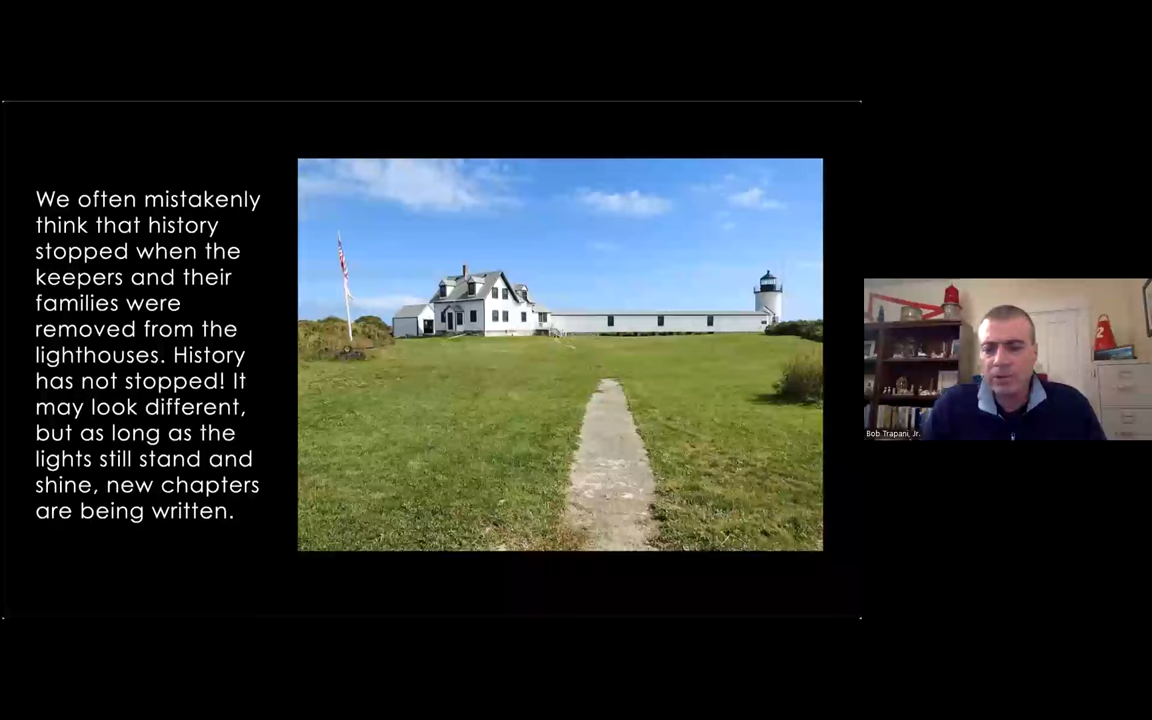 We often mistakenly
think that history
stopped when the
keepers and their
families were
removed from the
lighthouses. History
has not stopped! It
may look different,
but as long as the
lights still stand and
shine, new chapters
are being written.
Bob Trapani, Jr.
2